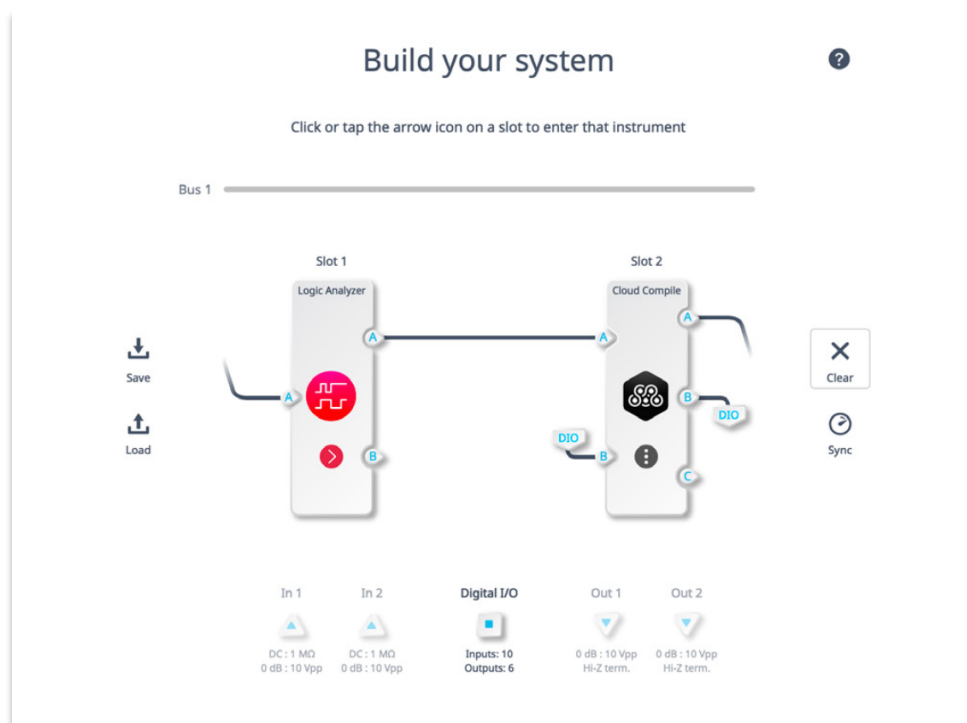 Build your system
?
Click or tap the arrow icon on a slot to enter that instrument
Bus 1
Slot 1
Slot 2
Logic Analyzer
Cloud Compile
A
A
A
Save
Clear
A
B
DIO
Load
DIO
B
B
Sync
C
In 1
In 2
Digital I/O
Out 1
Out 2
DC : 1 MΩ
0 dB : 10 Vpp
DC : 1 MΩ
0 dB : 10 Vpp
Inputs: 10
Outputs: 6
0 dB : 10 Vpp
Hi-Z term.
0 dB : 10 Vpp
Hi-Z term.